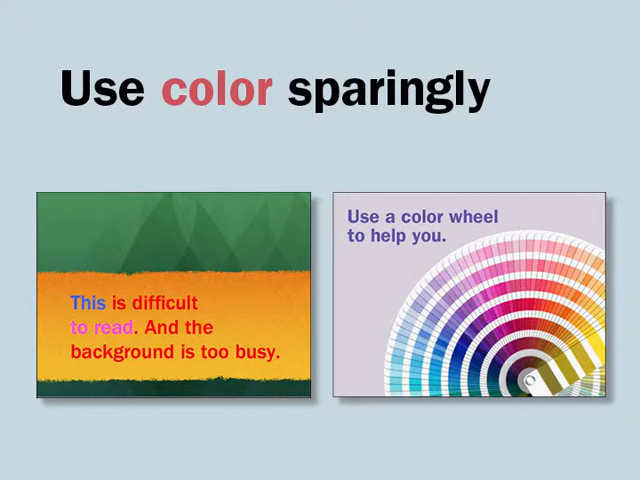 Use color sparingly
This is difficult
to read. And the
background is too busy.
Use a color wheel
to help you.